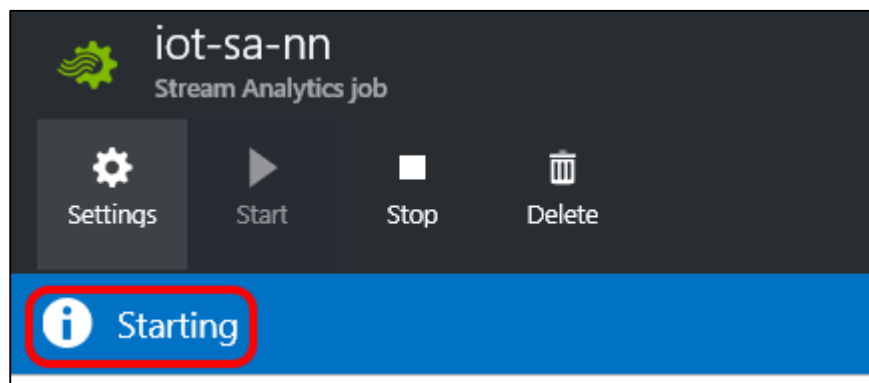 iot-sa-nn
Stream Analytics job
Settings Start Stop Delete
Starting